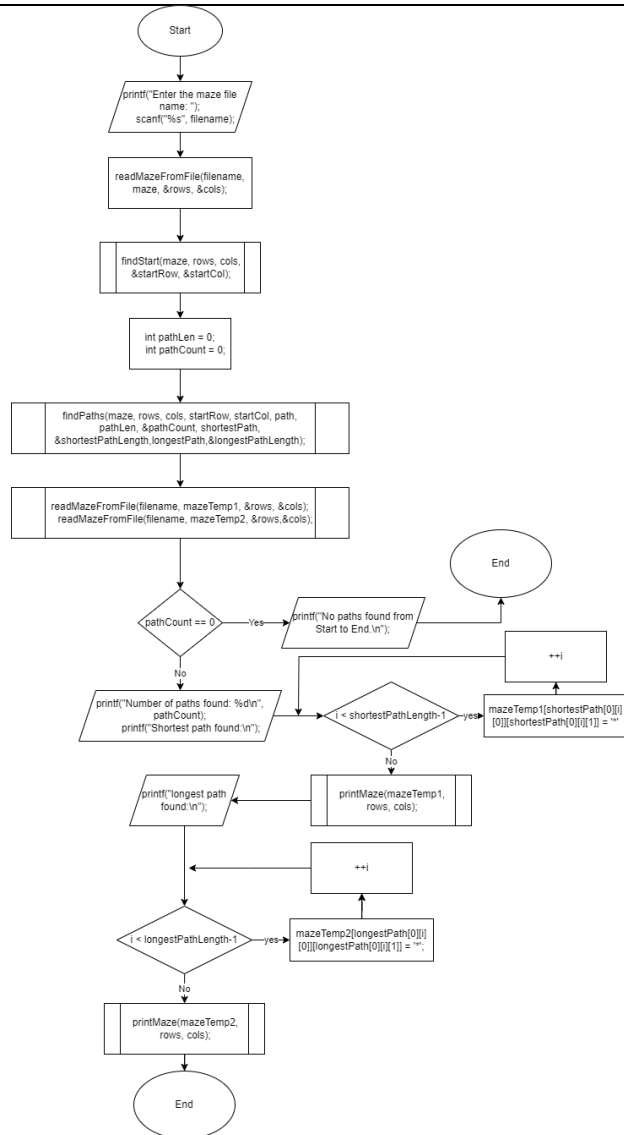 Start
printf("Enter the maze file
name: ");
scanf("%s", filename);
readMazeFromFile(filename,
maze, &rows, &cols);
findStart(maze, rows, cols,
&startRow, &startCol);
int pathLen = 0;
int pathCount = 0;
findPaths(maze, rows, cols, startRow, startCol, path,
pathLen, &pathCount, shortestPath,
&shortestPathLength,longestPath,&longestPathLength);
readMazeFromFile(filename, mazeTemp1, &rows, &cols);
readMazeFromFile(filename, mazeTemp2, &rows,&cols);
End
pathCount == 0
Yes
printf("No paths found from
Start to End.\n");
No
++i
printf("Number of paths found: %d\n",
pathCount);
printf("Shortest path found:\n");
i < shortestPathLength-1
yes
mazeTemp1[shortestPath[0][i]
[0]][shortestPath[0][i][1]] = '*'
No
printf("longest path
found:\n");
printMaze(mazeTemp1,
rows, cols);
++i
i < longestPathLength-1
yes
mazeTemp2[longestPath[0][i]
[0]][longestPath[0][i][1]] = '*';
No
printMaze(mazeTemp2,
rows, cols);
End